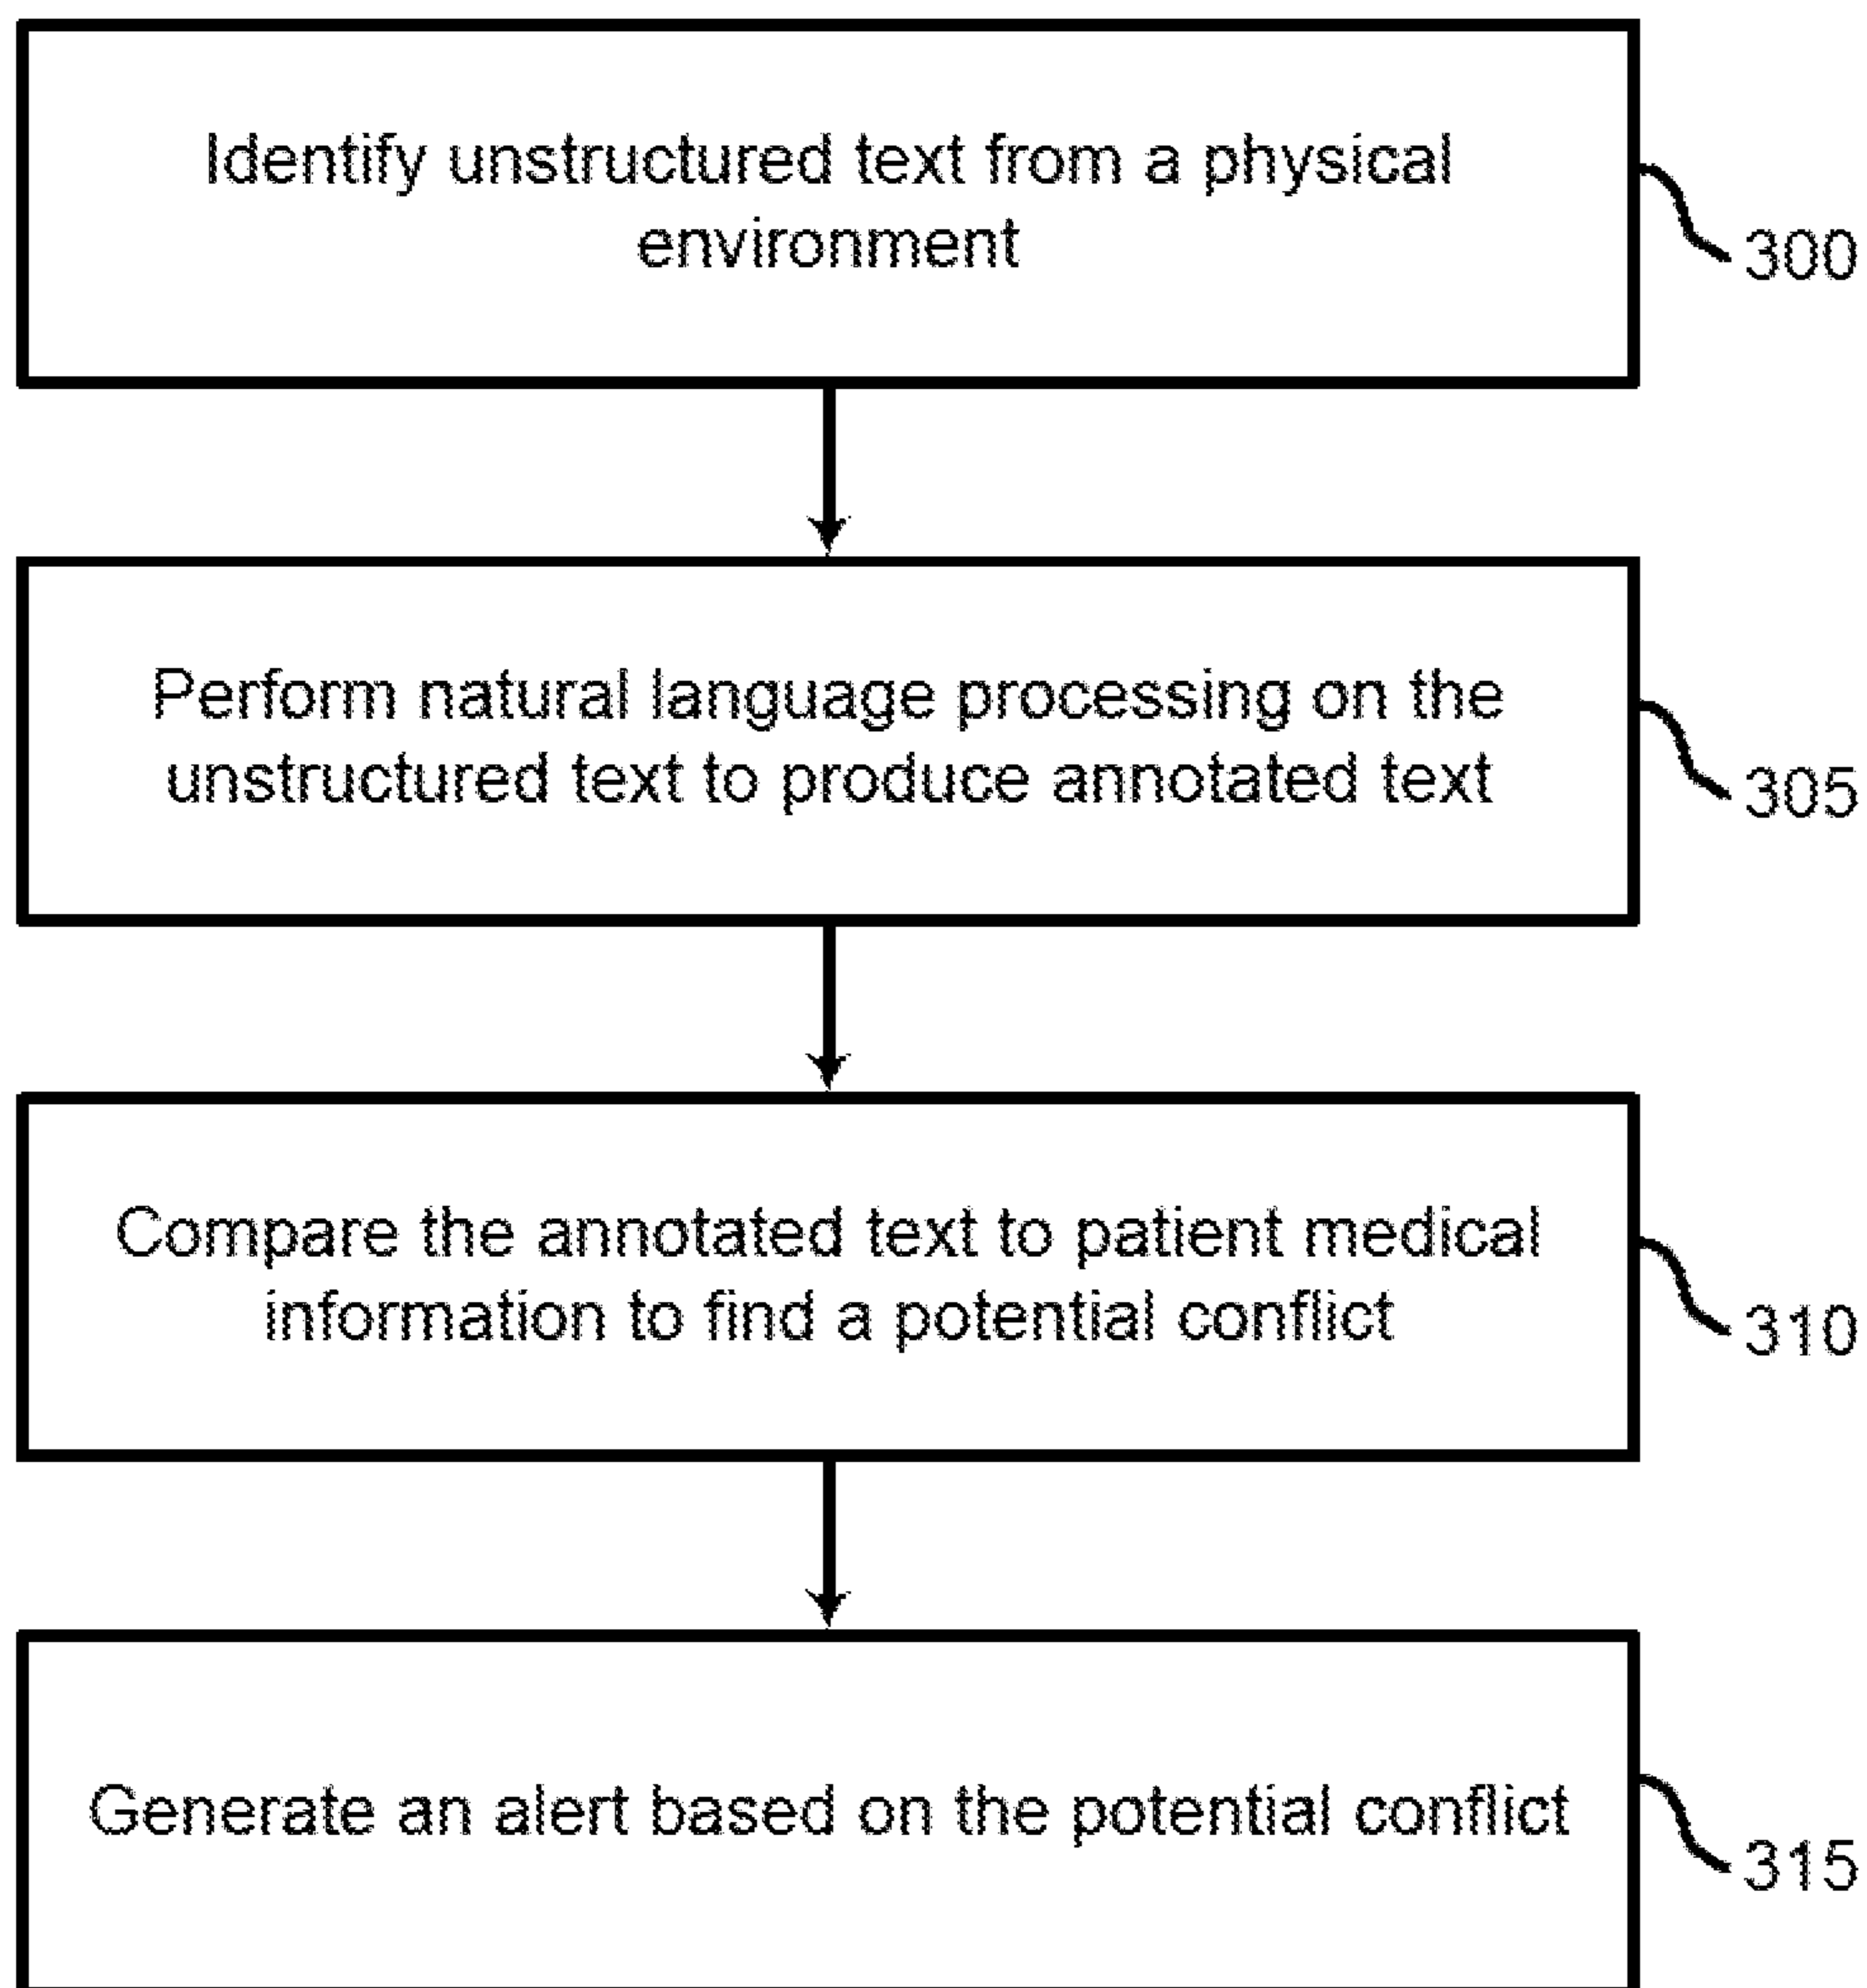 Identify unstructured text from a physical
environment
300
Perform natural language processing on the
unstructured text to produce annotated text
305
Compare the annotated text to patient medical
information to find a potential conflict
310
Generate an alert based on the potential conflict
315